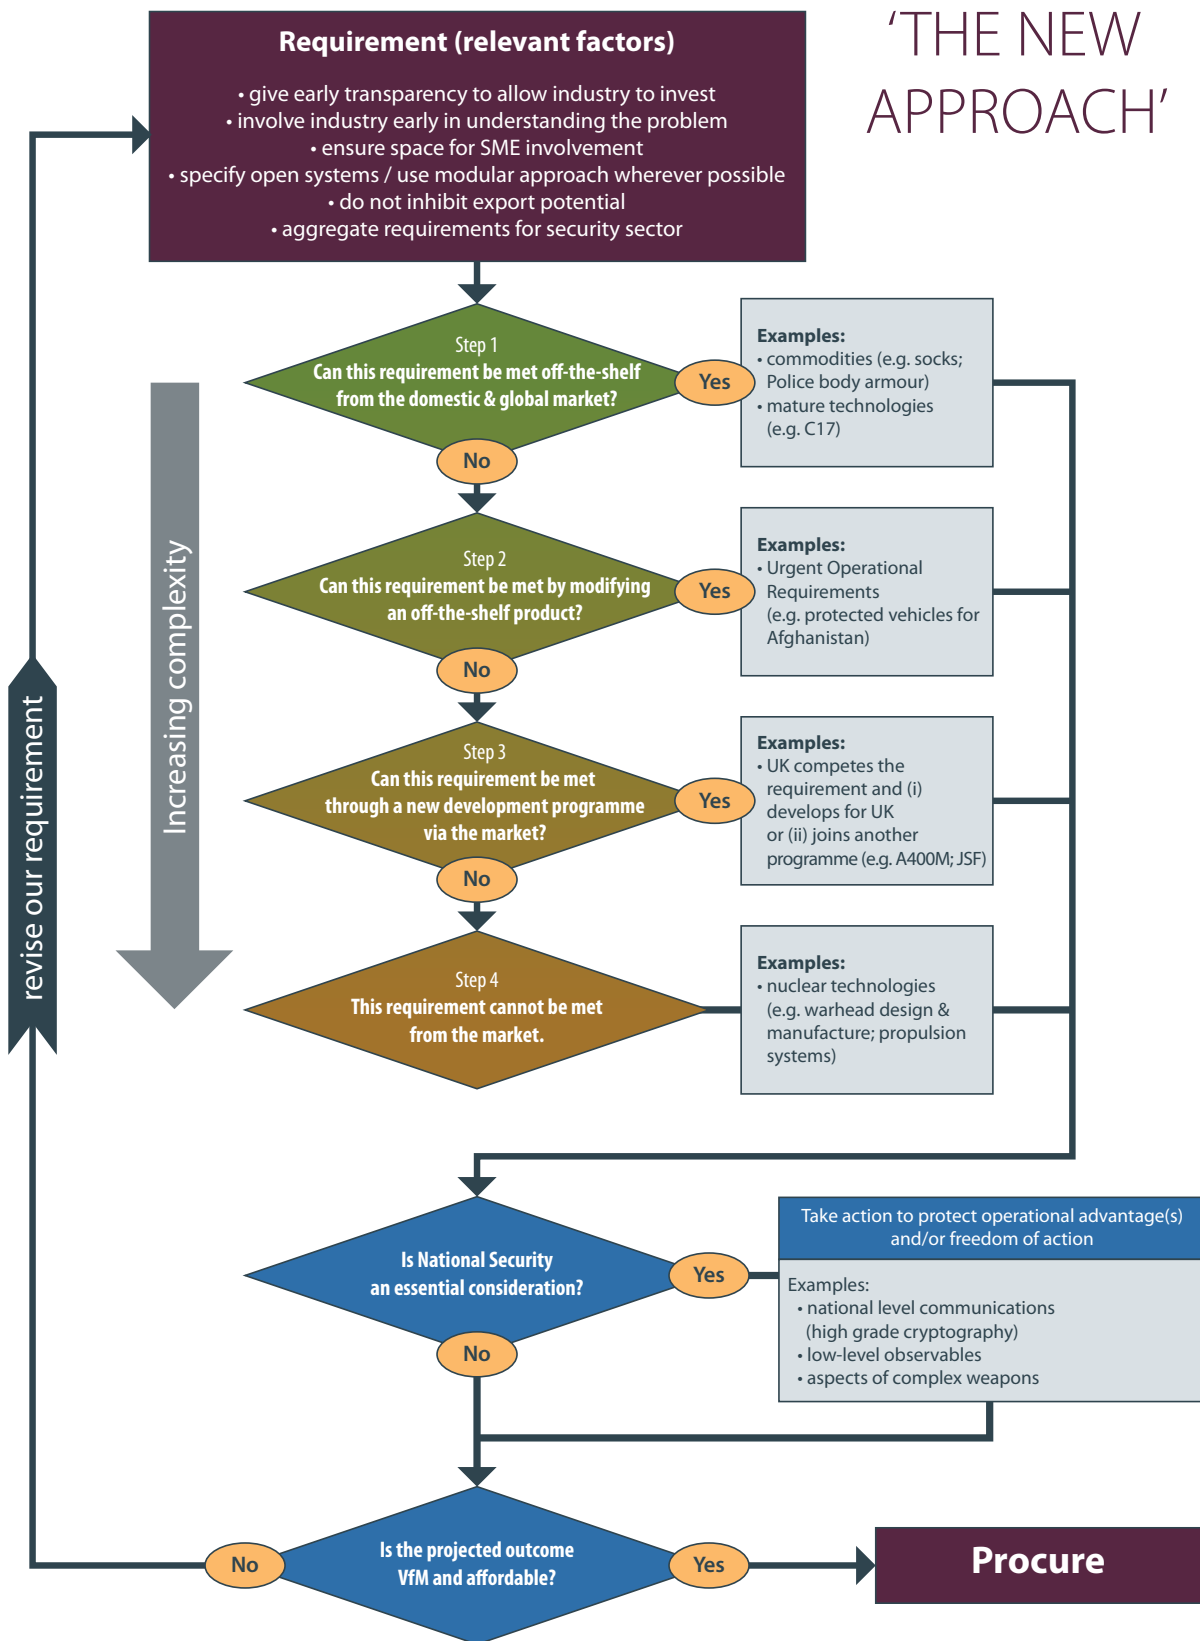 'THE NEW
APPROACH'
Requirement (relevant factors)
• give early transparency to allow industry to invest
• involve industry early in understanding the problem
• ensure space for SME involvement
• specify open systems / use modular approach wherever possible
• do not inhibit export potential
• aggregate requirements for security sector
Step 1
Can this requirement be met off-the-shelf
from the domestic & global market?
Yes
No
Examples:
• commodities (e.g. socks;
Police body armour)
• mature technologies
(e.g. C17)
Step 2
Can this requirement be met by modifying
an off-the-shelf product?
Yes
No
Examples:
• Urgent Operational
Requirements
(e.g. protected vehicles for
Afghanistan)
Step 3
Can this requirement be met
through a new development programme
via the market?
Yes
No
Examples:
• UK competes the
requirement and (i)
develops for UK
or (ii) joins another
programme (e.g. A400M; JSF)
Step 4
This requirement cannot be met
from the market.
Examples:
• nuclear technologies
(e.g. warhead design &
manufacture; propulsion
systems)
Increasing complexity
revise our requirement
Is National Security
an essential consideration?
Yes
No
Take action to protect operational advantage(s)
and/or freedom of action
Examples:
• national level communications
(high grade cryptography)
• low-level observables
• aspects of complex weapons
Is the projected outcome
VfM and affordable?
No
Yes
Procure